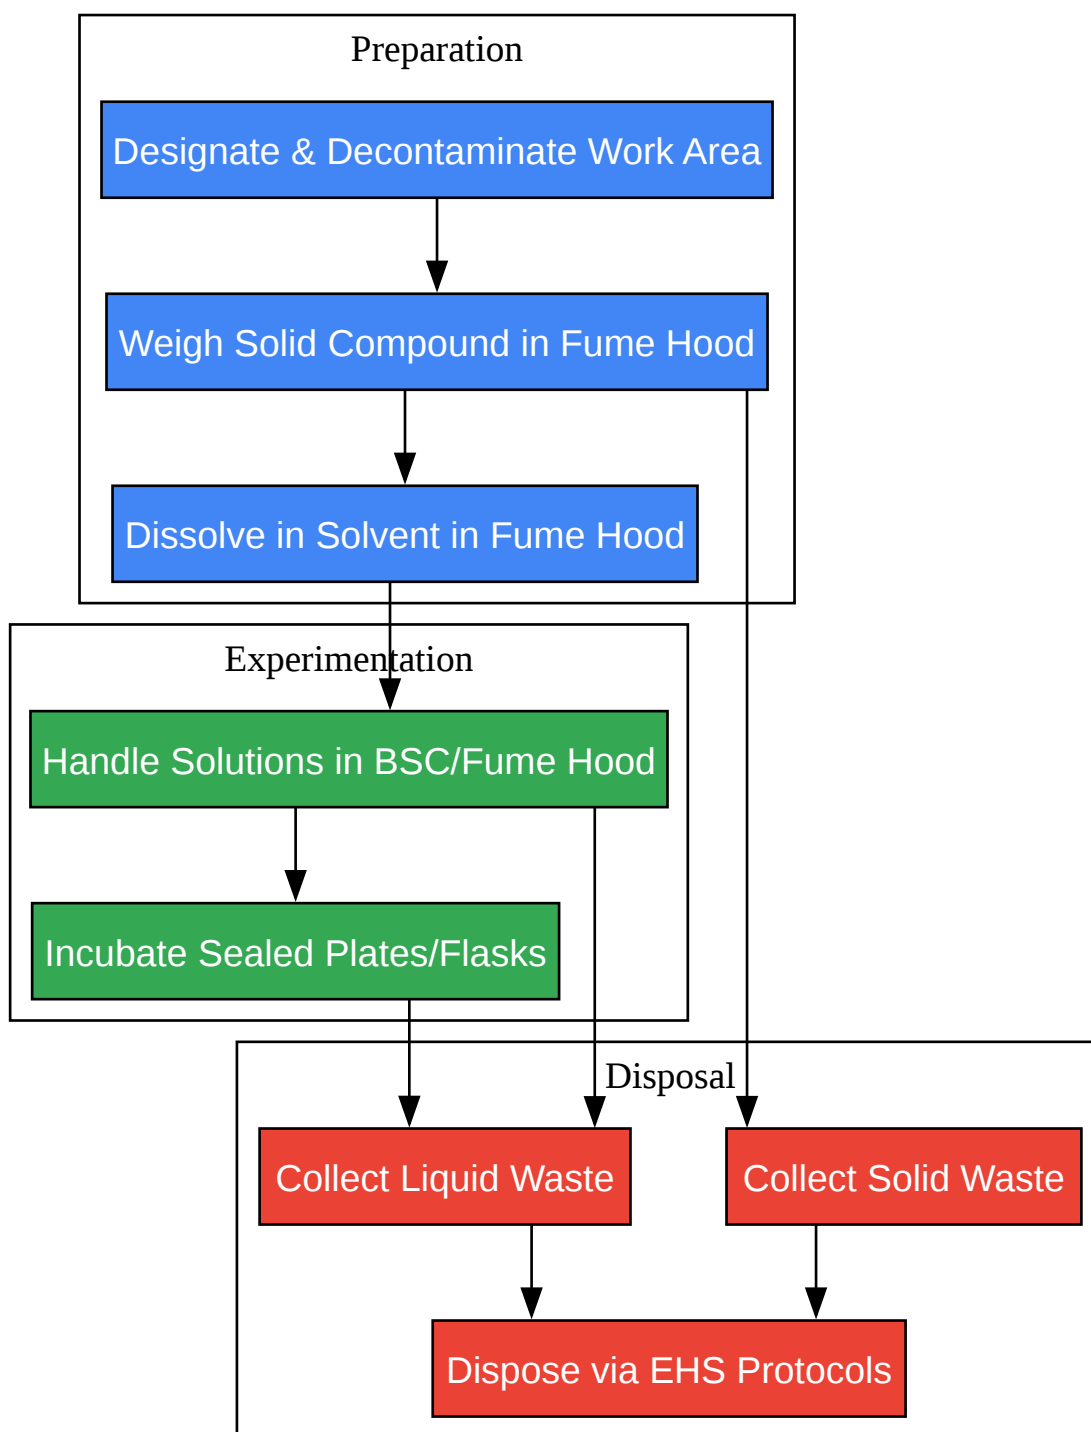 Preparation
Designate & Decontaminate Work Area
Weigh Solid Compound in Fume Hood
Dissolve in Solvent in Fume Hood
Experimentation
Handle Solutions in BSC/Fume Hood
Incubate Sealed Plates/Flasks
Disposal
Collect Liquid Waste
Collect Solid Waste
Dispose via EHS Protocols